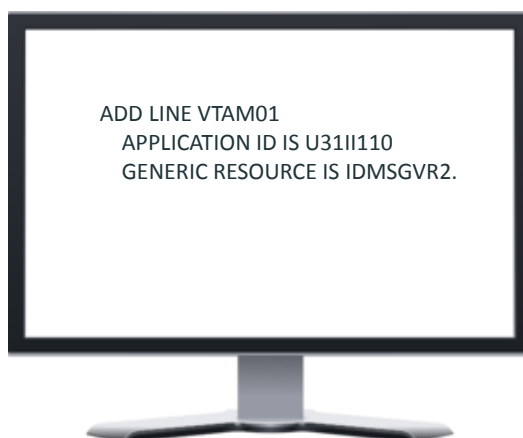 ADD LINE VTAM01
APPLICATION ID IS U31II110
GENERIC RESOURCE IS IDMSGVR2.